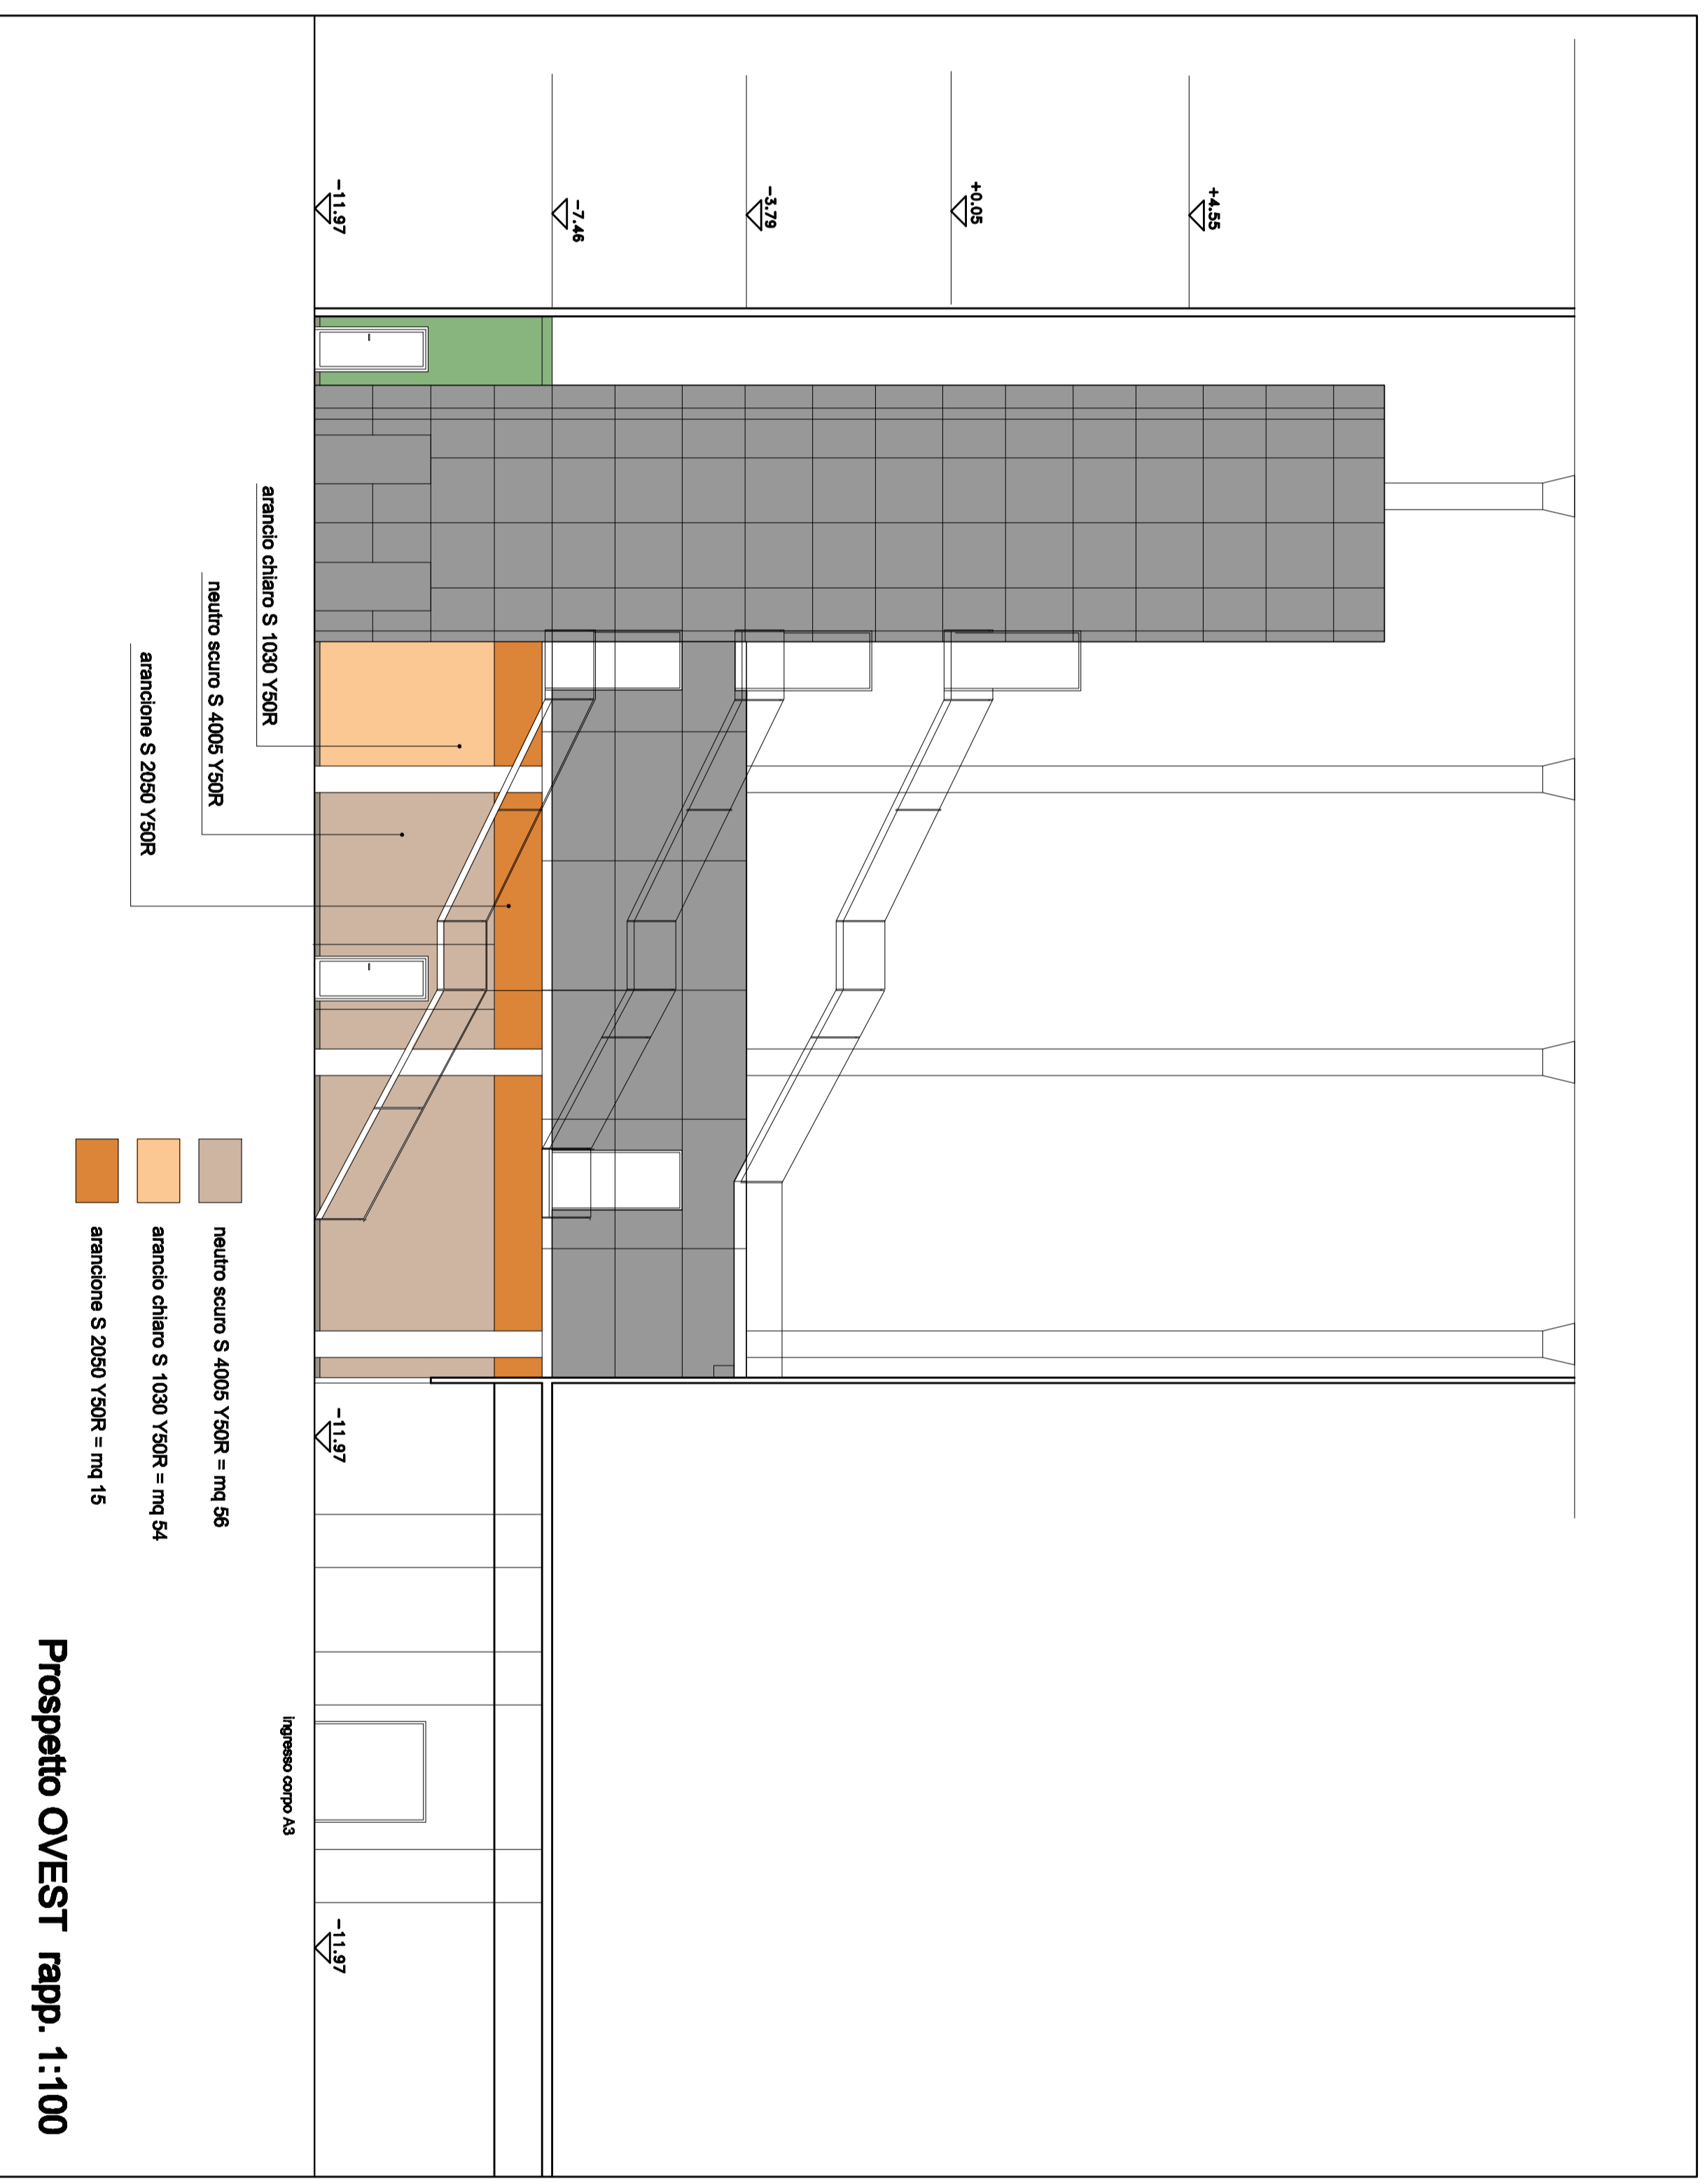 +4.55
+0.05
-3.79
-7.46
-11.97
-11.97
-11.97
ingresso corpo A3
arancio chiaro S 1030 Y50R
neutro scuro S 4005 Y50R
arancione S 2050 Y50R
neutro scuro S 4005 Y50R = mq 56
arancio chiaro S 1030 Y50R = mq 54
arancione S 2050 Y50R = mq 15
Prospetto OVEST rapp. 1:100